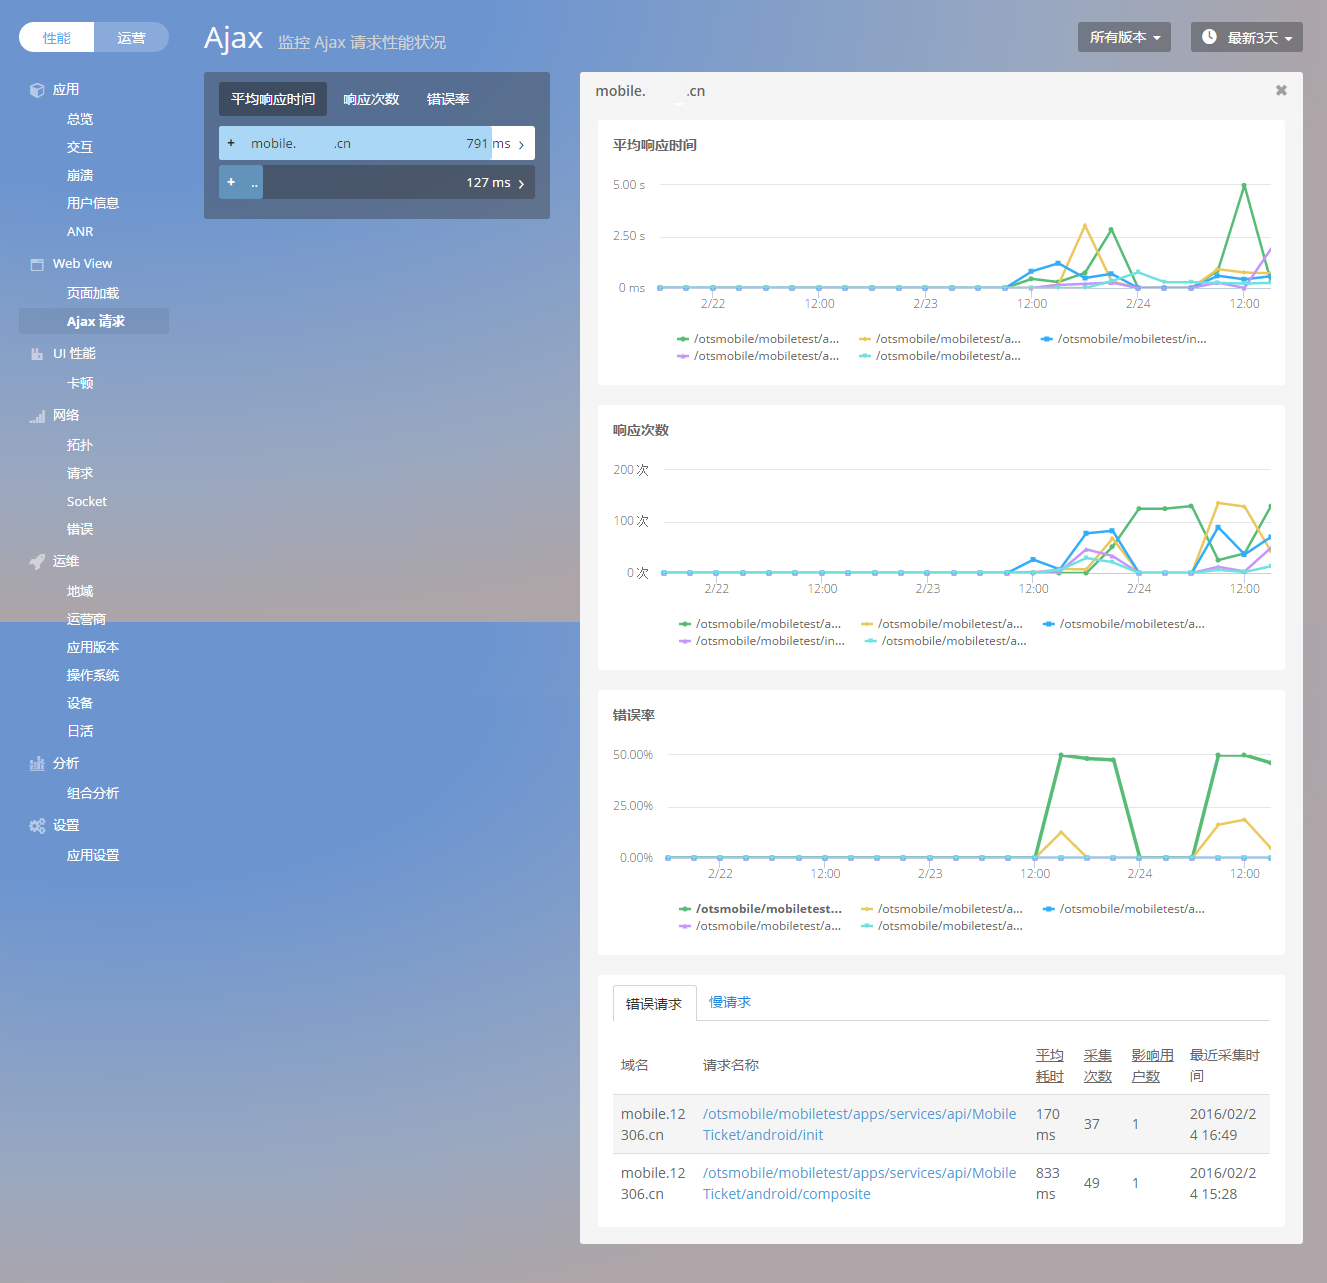 性能 运营
Ajax 监控 Ajax 请求性能状况
所有版本 最新3天
应用
总览
交互
崩溃
用户信息
ANR
Web View
页面加载
Ajax 请求
UI 性能
卡顿
网络
拓扑
请求
Socket
错误
运维
地域
运营商
应用版本
操作系统
设备
日活
分析
组合分析
设置
应用设置
平均响应时间 响应次数 错误率
+ mobile. .cn 791 ms >
+ .. 127 ms >
mobile. .cn
平均响应时间
5.00 s
2.50 s
0 ms
2/22 12:00 2/23 12:00 2/24 12:00
/otsmobile/mobiletest/a... /otsmobile/mobiletest/a... /otsmobile/mobiletest/in...
/otsmobile/mobiletest/a... /otsmobile/mobiletest/a...
响应次数
200 次
100 次
0 次
2/22 12:00 2/23 12:00 2/24 12:00
/otsmobile/mobiletest/a... /otsmobile/mobiletest/a... /otsmobile/mobiletest/a...
/otsmobile/mobiletest/in... /otsmobile/mobiletest/a...
错误率
50.00%
25.00%
0.00%
2/22 12:00 2/23 12:00 2/24 12:00
/otsmobile/mobiletest... /otsmobile/mobiletest/a... /otsmobile/mobiletest/a...
/otsmobile/mobiletest/a... /otsmobile/mobiletest/a...
错误请求 慢请求
域名 请求名称 平均 采集 影响用 最近采集时
耗时 次数 户数 间
mobile.12 /otsmobile/mobiletest/apps/services/api/Mobile 170 37 1 2016/02/2
306.cn Ticket/android/init ms 4 16:49
mobile.12 /otsmobile/mobiletest/apps/services/api/Mobile 833 49 1 2016/02/2
306.cn Ticket/android/composite ms 4 15:28